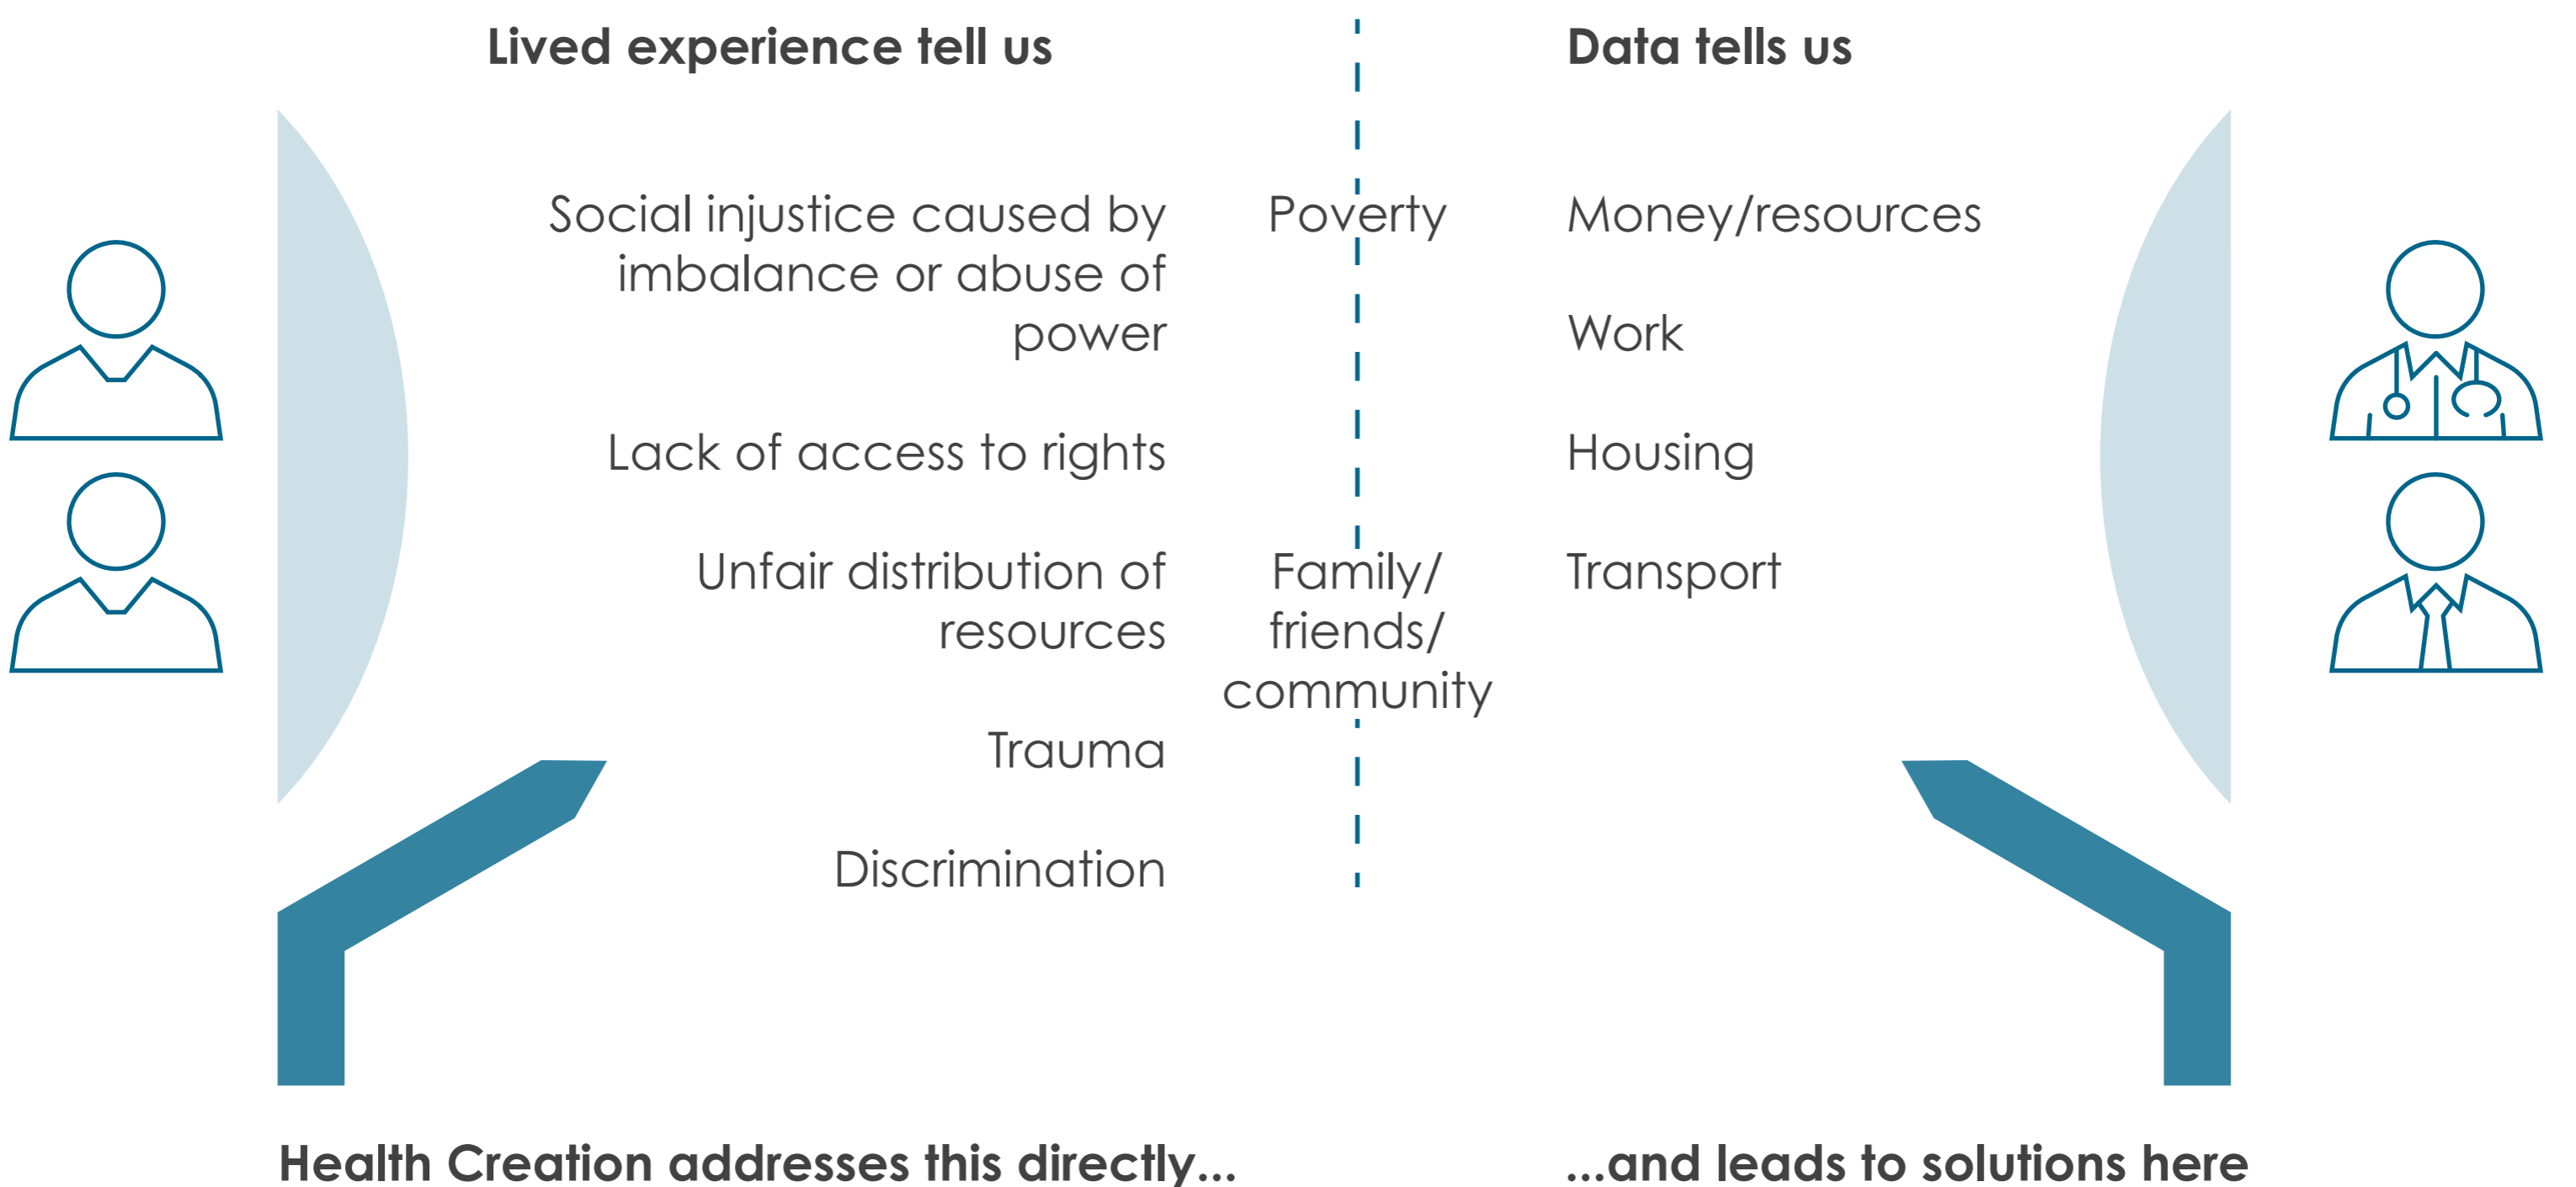 Lived experience tell us
Social injustice caused by
imbalance or abuse of
power
Lack of access to rights
Unfair distribution of
resources
Trauma
Discrimination
Poverty
Family/
friends/
community
Data tells us
Money/resources
Work
Housing
Transport
Health Creation addresses this directly...
...and leads to solutions here